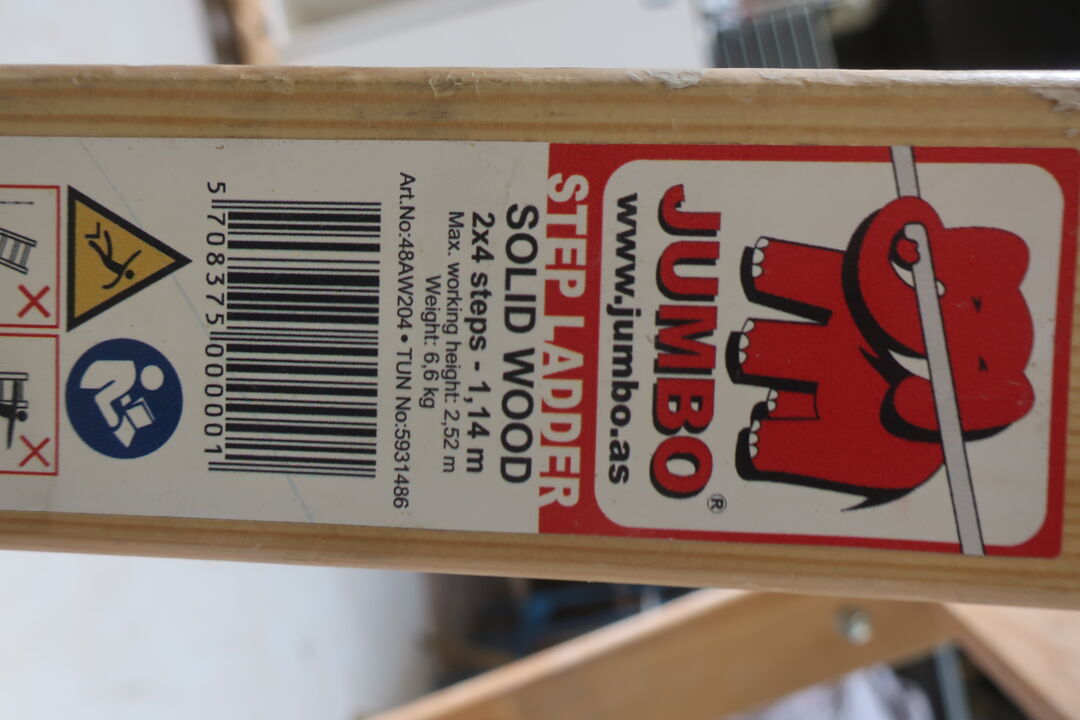 JUMBO®
www.jumbo.as
STEP LADDER
SOLID WOOD
2x4 steps - 1,14 m
Max. working height: 2,52 m
Weight: 6,6 kg
Art.No:48AW204 • TUN No:5931486
5 708375 000001